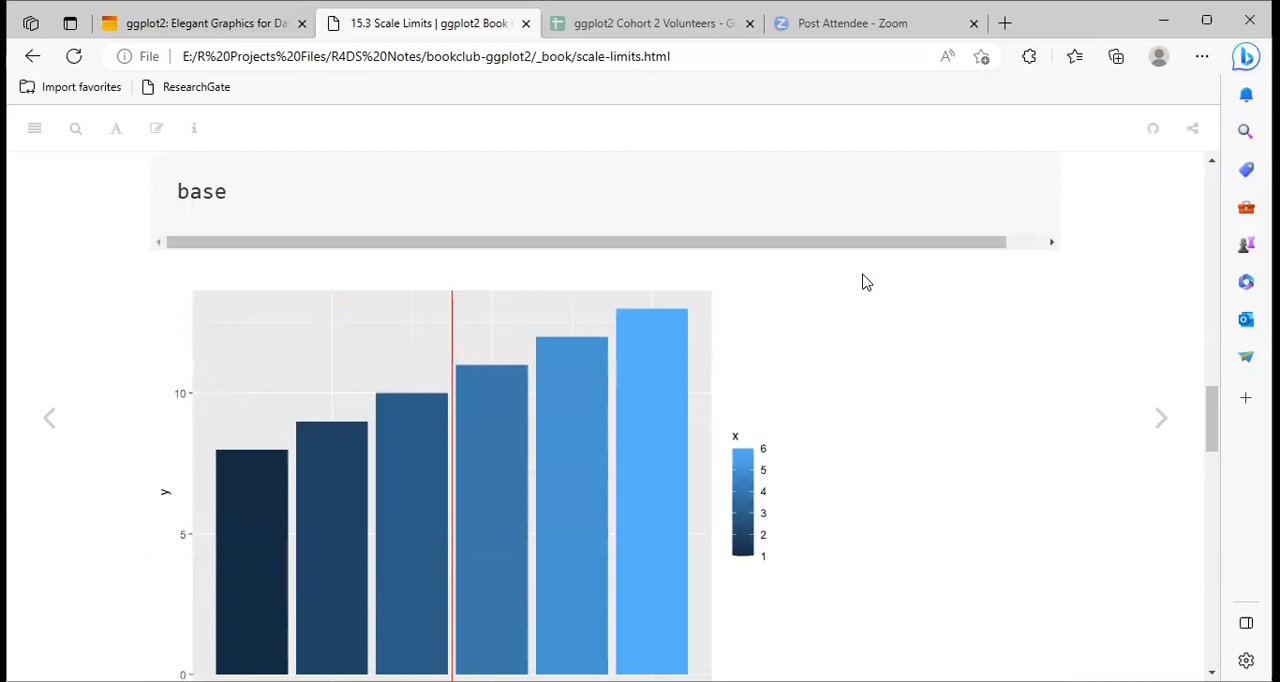 ggplot2: Elegant Graphics for Da
15.3 Scale Limits | ggplot2 Book
ggplot2 Cohort 2 Volunteers - G
Post Attendee - Zoom
File
E:/R%20Projects%20Files/R4DS%20Notes/bookclub-ggplot2/_book/scale-limits.html
Import favorites
ResearchGate
base
10
5
0
y
x
6
5
4
3
2
1